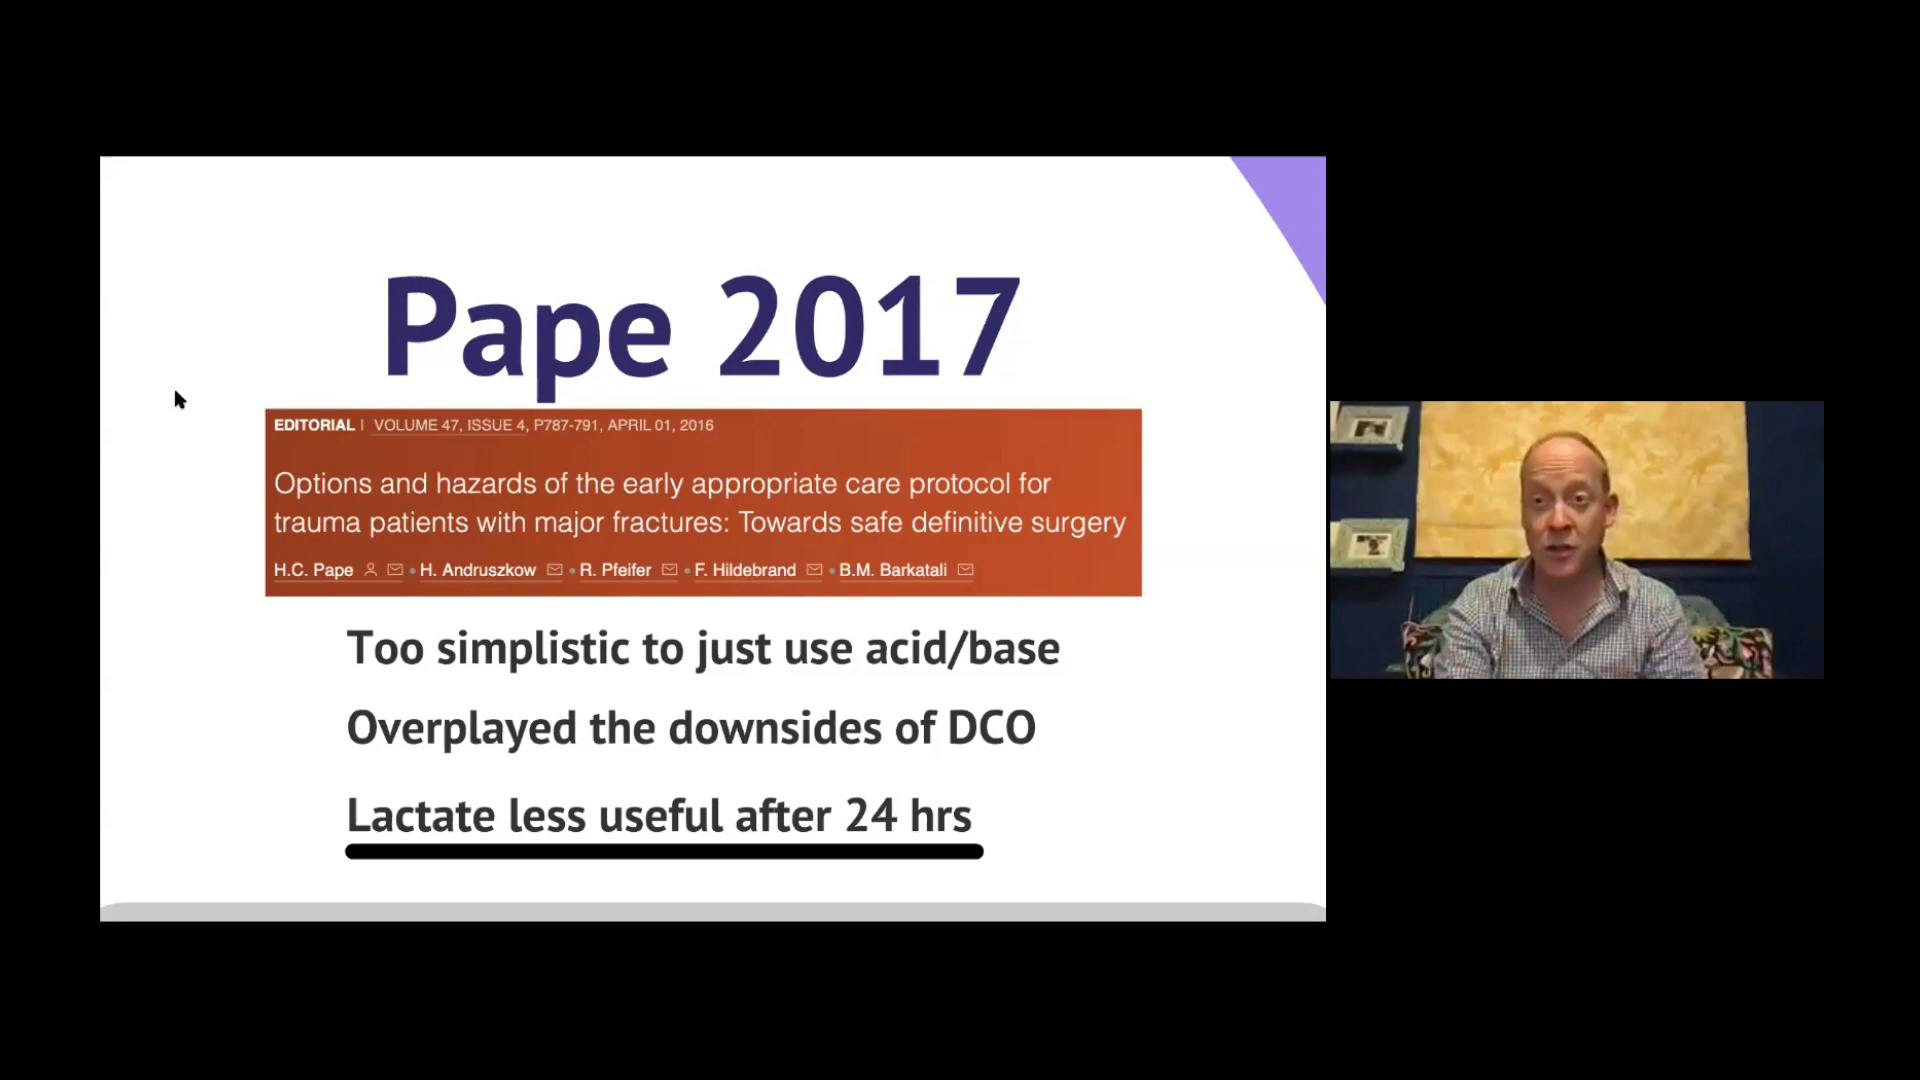 Pape 2017
EDITORIAL | VOLUME 47, ISSUE 4, P787-791, APRIL 01, 2016
Options and hazards of the early appropriate care protocol for
trauma patients with major fractures: Towards safe definitive surgery
H.C. Pape • H. Andruszkow • R. Pfeifer • F. Hildebrand • B.M. Barkatali
Too simplistic to just use acid/base
Overplayed the downsides of DCO
Lactate less useful after 24 hrs